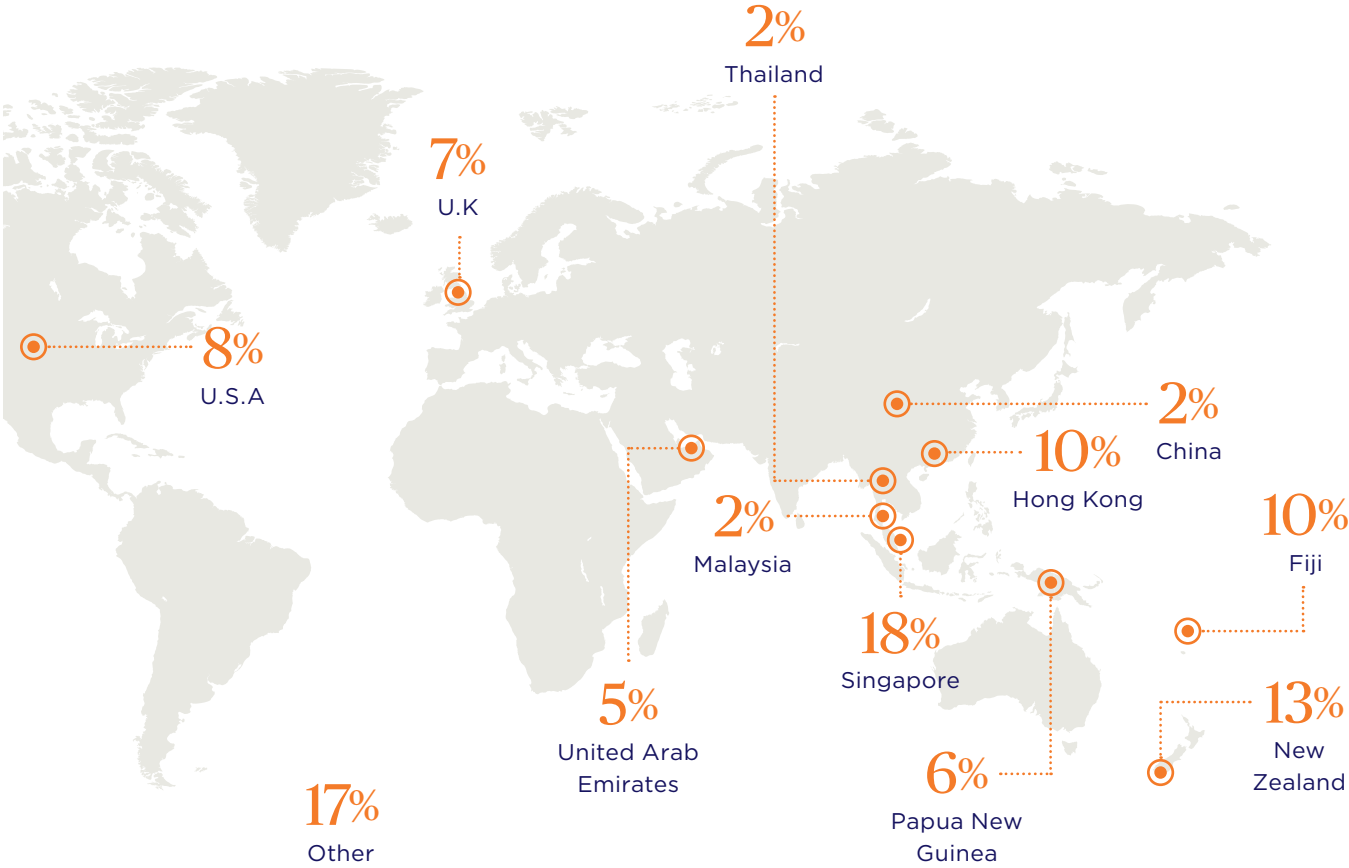 2%
Thailand
7%
U.K
8%
U.S.A
2%
China
10%
Hong Kong
2%
Malaysia
10%
Fiji
18%
Singapore
5%
United Arab
Emirates
13%
New
Zealand
6%
Papua New
Guinea
17%
Other